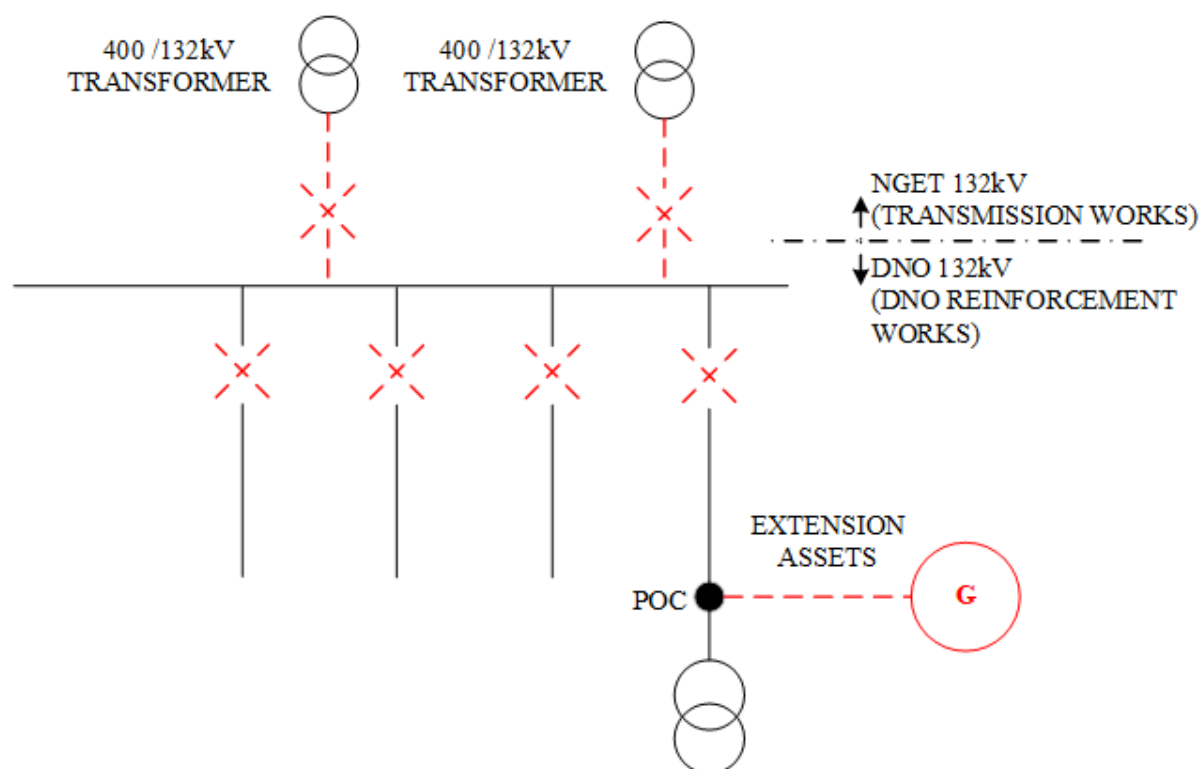 400 /132kV
TRANSFORMER
400 /132kV
TRANSFORMER
NGET 132kV
(TRANSMISSION WORKS)
DNO 132kV
(DNO REINFORCEMENT
WORKS)
EXTENSION
ASSETS
POC
G